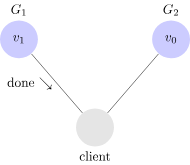 G₁ G₂
v₁ v₀
done
client